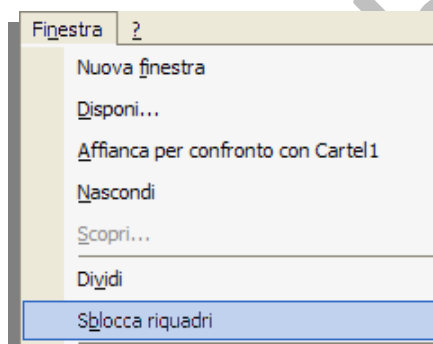 Finestra ?
Nuova finestra
Disponi...
Affianca per confronto con Cartel1
Nascondi
Scopri...
Dividi
Sblocca riquadri